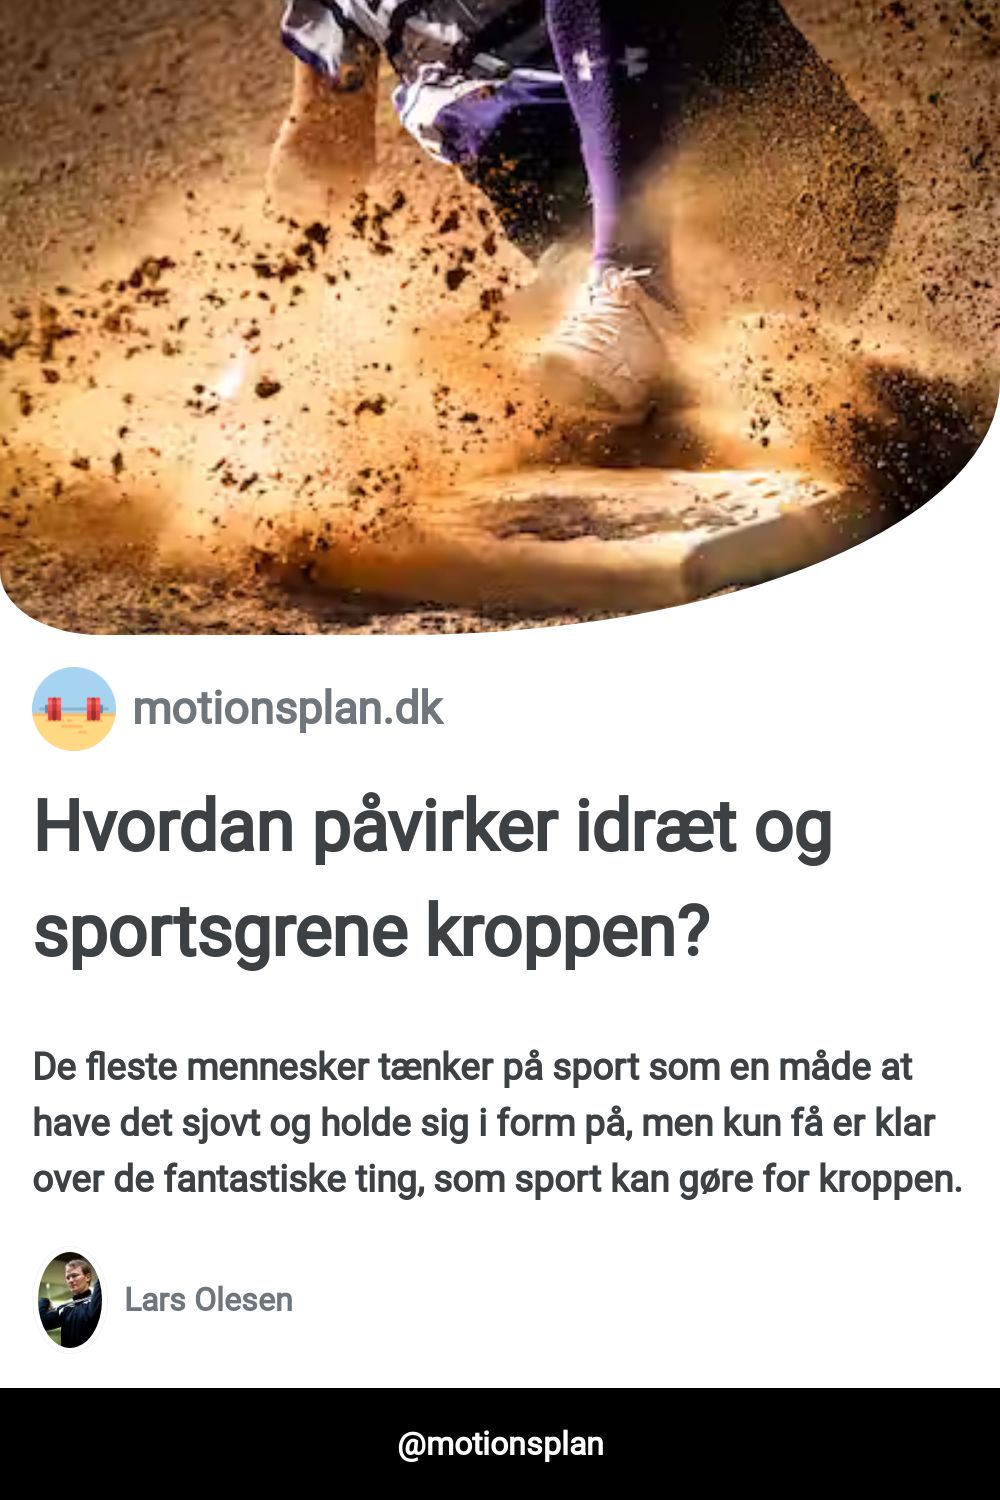 motionsplan.dk
Hvordan påvirker idræt og
sportsgrene kroppen?
De fleste mennesker tænker på sport som en måde at
have det sjovt og holde sig i form på, men kun få er klar
over de fantastiske ting, som sport kan gøre for kroppen.
Lars Olesen
@motionsplan